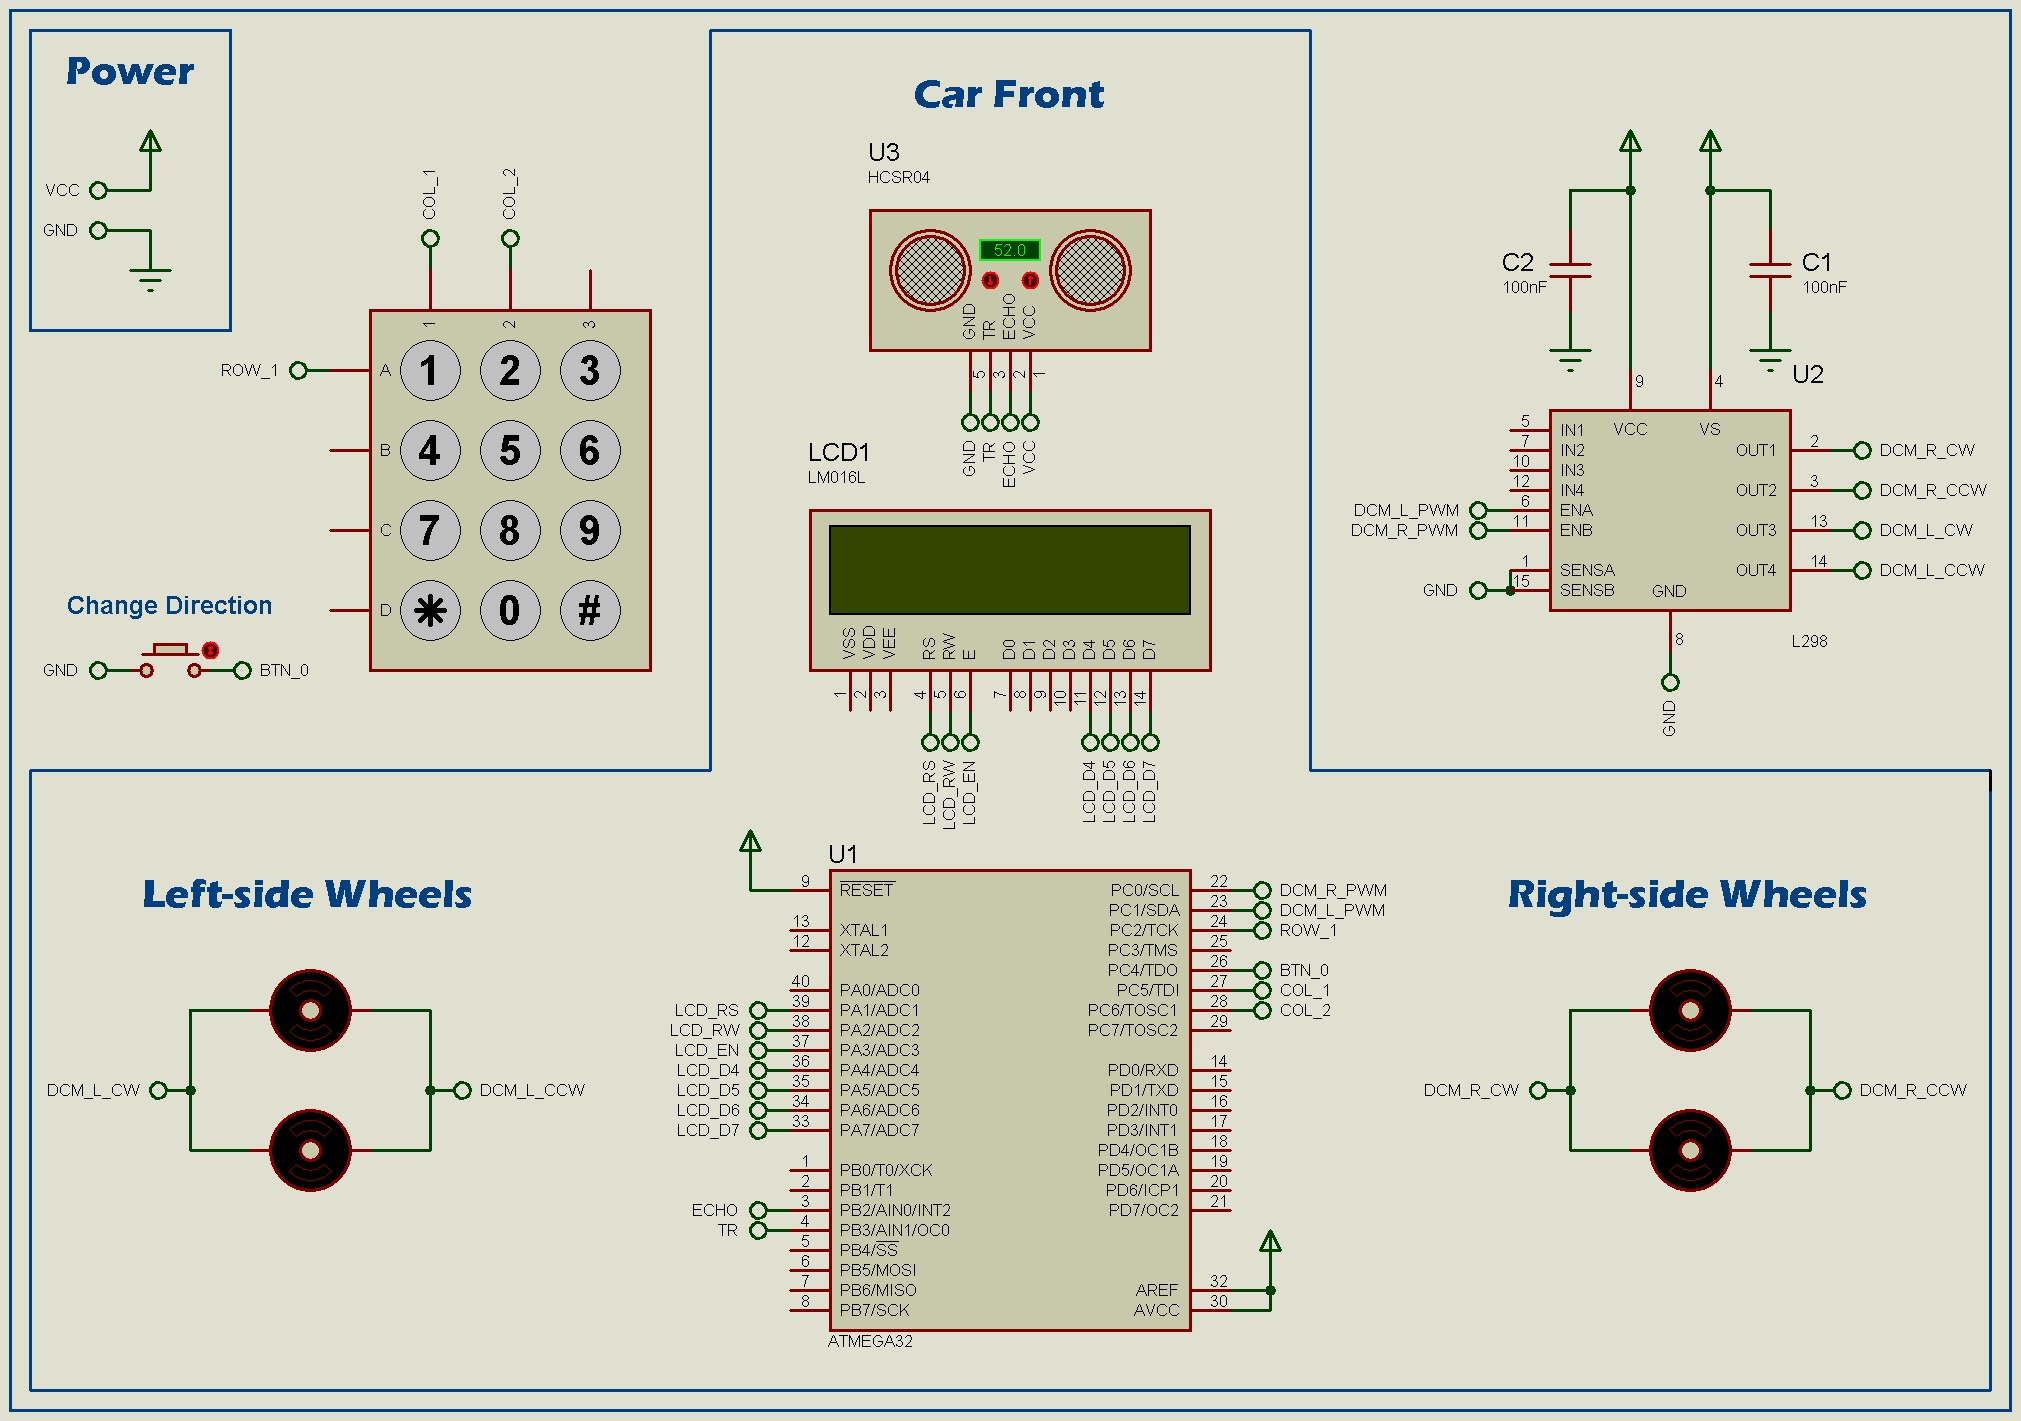 Power
VCC
GND
COL_1
COL_2
1
2
3
ROW_1
A
1
2
3
B
4
5
6
C
7
8
9
D
*
0
#
Change Direction
GND
BTN_0
Car Front
U3
HCSR04
52.0
GND
TR
ECHO
VCC
5
3
2
1
GND
TR
ECHO
VCC
LCD1
LM016L
VSS
VDD
VEE
RS
RW
E
D0
D1
D2
D3
D4
D5
D6
D7
1
2
3
4
5
6
7
8
9
10
11
12
13
14
LCD_RS
LCD_RW
LCD_EN
LCD_D4
LCD_D5
LCD_D6
LCD_D7
C2
100nF
C1
100nF
U2
9
4
5 IN1
7 IN2
10 IN3
12 IN4
DCM_L_PWM 6 ENA
DCM_R_PWM 11 ENB
1 SENSA
GND 15 SENSB
VCC
VS
GND
OUT1 2 DCM_R_CW
OUT2 3 DCM_R_CCW
OUT3 13 DCM_L_CW
OUT4 14 DCM_L_CCW
8
L298
GND
Left-side Wheels
DCM_L_CW
DCM_L_CCW
U1
9 RESET
13 XTAL1
12 XTAL2
40 PA0/ADC0
LCD_RS 39 PA1/ADC1
LCD_RW 38 PA2/ADC2
LCD_EN 37 PA3/ADC3
LCD_D4 36 PA4/ADC4
LCD_D5 35 PA5/ADC5
LCD_D6 34 PA6/ADC6
LCD_D7 33 PA7/ADC7
1 PB0/T0/XCK
2 PB1/T1
ECHO 3 PB2/AIN0/INT2
TR 4 PB3/AIN1/OC0
5 PB4/SS
6 PB5/MOSI
7 PB6/MISO
8 PB7/SCK
PC0/SCL 22 DCM_R_PWM
PC1/SDA 23 DCM_L_PWM
PC2/TCK 24 ROW_1
PC3/TMS 25
PC4/TDO 26 BTN_0
PC5/TDI 27 COL_1
PC6/TOSC1 28 COL_2
PC7/TOSC2 29
PD0/RXD 14
PD1/TXD 15
PD2/INT0 16
PD3/INT1 17
PD4/OC1B 18
PD5/OC1A 19
PD6/ICP1 20
PD7/OC2 21
AREF 32
AVCC 30
ATMEGA32
Right-side Wheels
DCM_R_CW
DCM_R_CCW